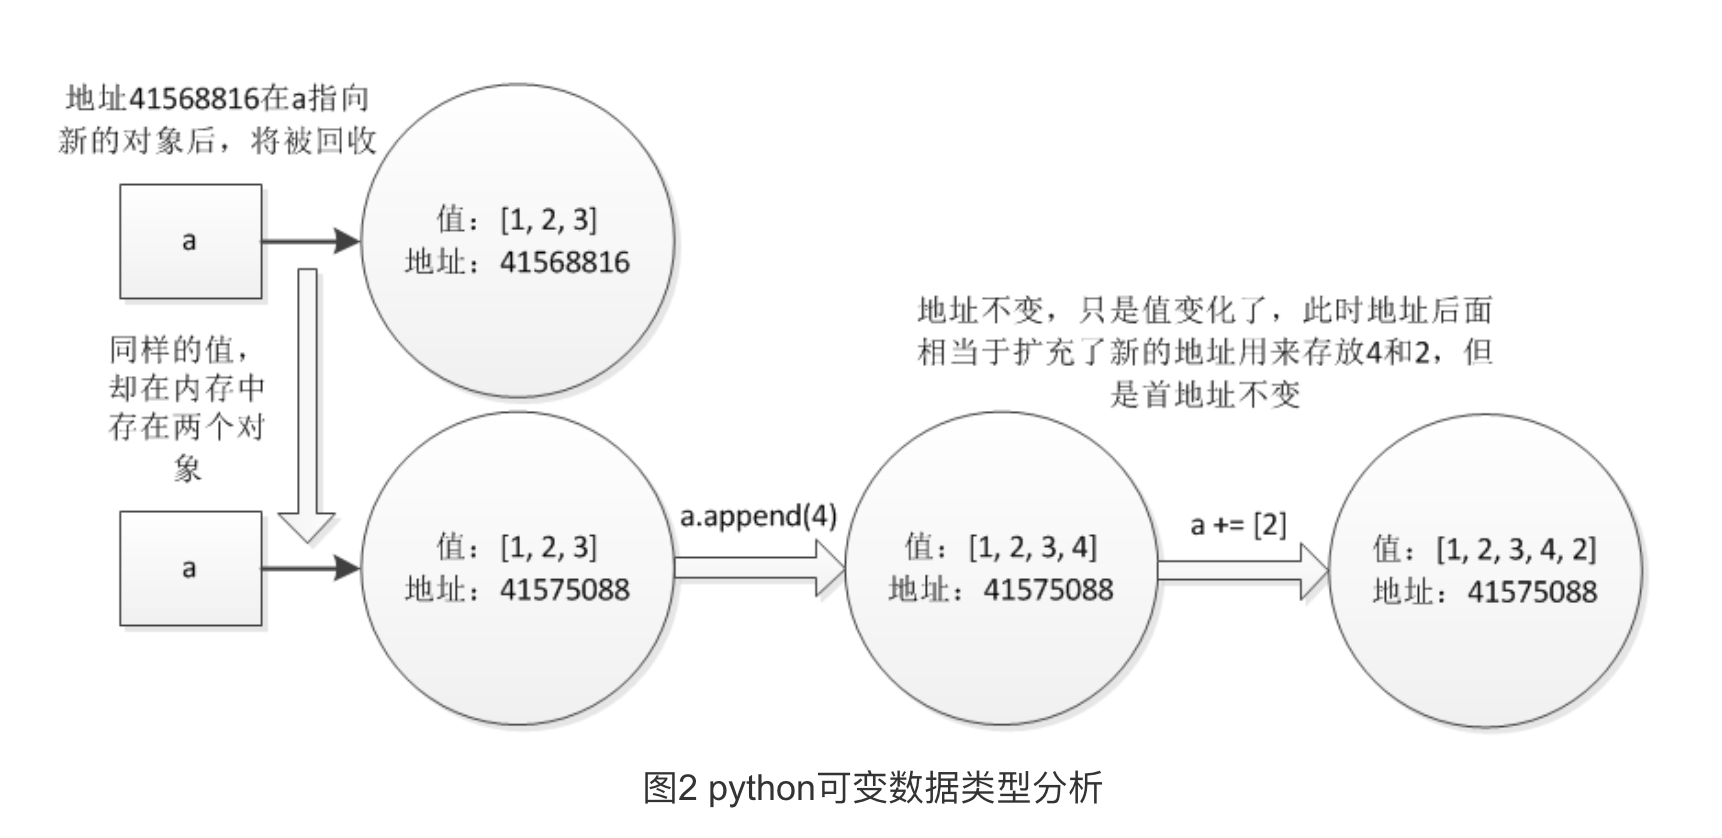 地址41568816在a指向
新的对象后，将被回收
a
值：[1, 2, 3]
地址：41568816
同样的值，
却在内存中
存在两个对
象
地址不变，只是值变化了，此时地址后面
相当于扩充了新的地址用来存放4和2，但
是首地址不变
a
值：[1, 2, 3]
地址：41575088
a.append(4)
值：[1, 2, 3, 4]
地址：41575088
a += [2]
值：[1, 2, 3, 4, 2]
地址：41575088
图2 python可变数据类型分析